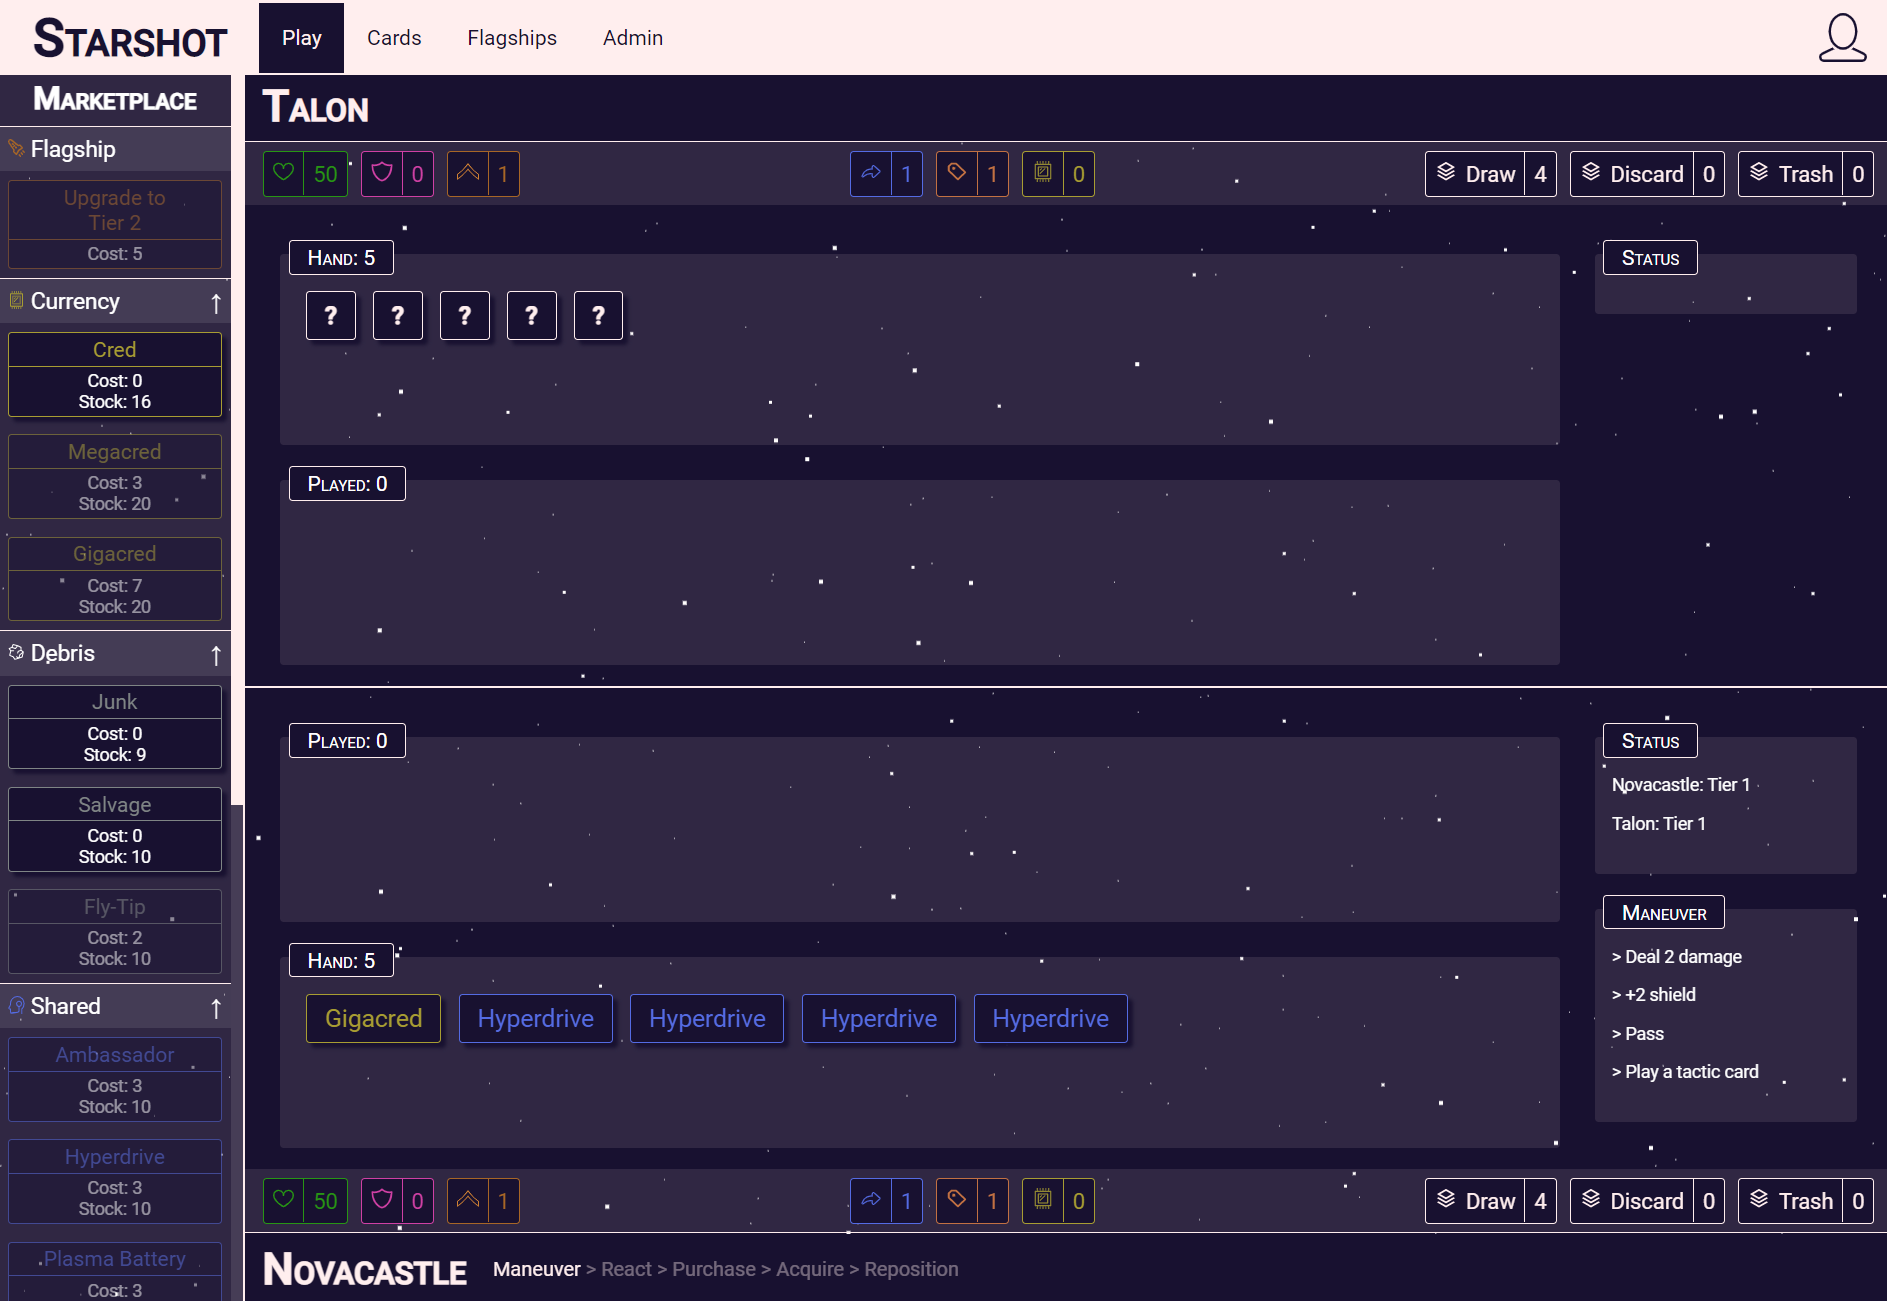 STARSHOT
Play
Cards
Flagships
Admin
MARKETPLACE
Flagship
Upgrade to
Tier 2
Cost: 5
Currency ↑
Cred
Cost: 0
Stock: 16
Megacred
Cost: 3
Stock: 20
Gigacred
Cost: 7
Stock: 20
Debris ↑
Junk
Cost: 0
Stock: 9
Salvage
Cost: 0
Stock: 10
Fly-Tip
Cost: 2
Stock: 10
Shared ↑
Ambassador
Cost: 3
Stock: 10
Hyperdrive
Cost: 3
Stock: 10
Plasma Battery
Cost: 3
TALON
50
0
1
1
1
0
Draw 4
Discard 0
Trash 0
HAND: 5
? ? ? ? ?
STATUS
PLAYED: 0
PLAYED: 0
STATUS
Novacastle: Tier 1
Talon: Tier 1
HAND: 5
Gigacred
Hyperdrive
Hyperdrive
Hyperdrive
Hyperdrive
MANEUVER
> Deal 2 damage
> +2 shield
> Pass
> Play a tactic card
50
0
1
1
1
0
Draw 4
Discard 0
Trash 0
NOVACASTLE
Maneuver > React > Purchase > Acquire > Reposition